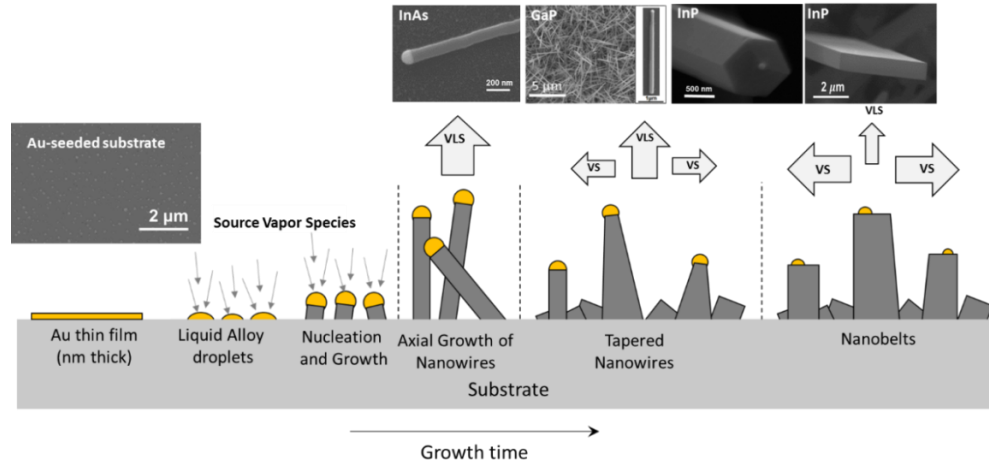 InAs
200 nm
GaP
5 μm
1μm
InP
500 nm
InP
2 μm
Au-seeded substrate
2 μm
Source Vapor Species
VLS
VS
VLS
VS
VLS
VS
VS
Au thin film
(nm thick)
Liquid Alloy
droplets
Nucleation
and Growth
Axial Growth of
Nanowires
Tapered
Nanowires
Nanobelts
Substrate
Growth time